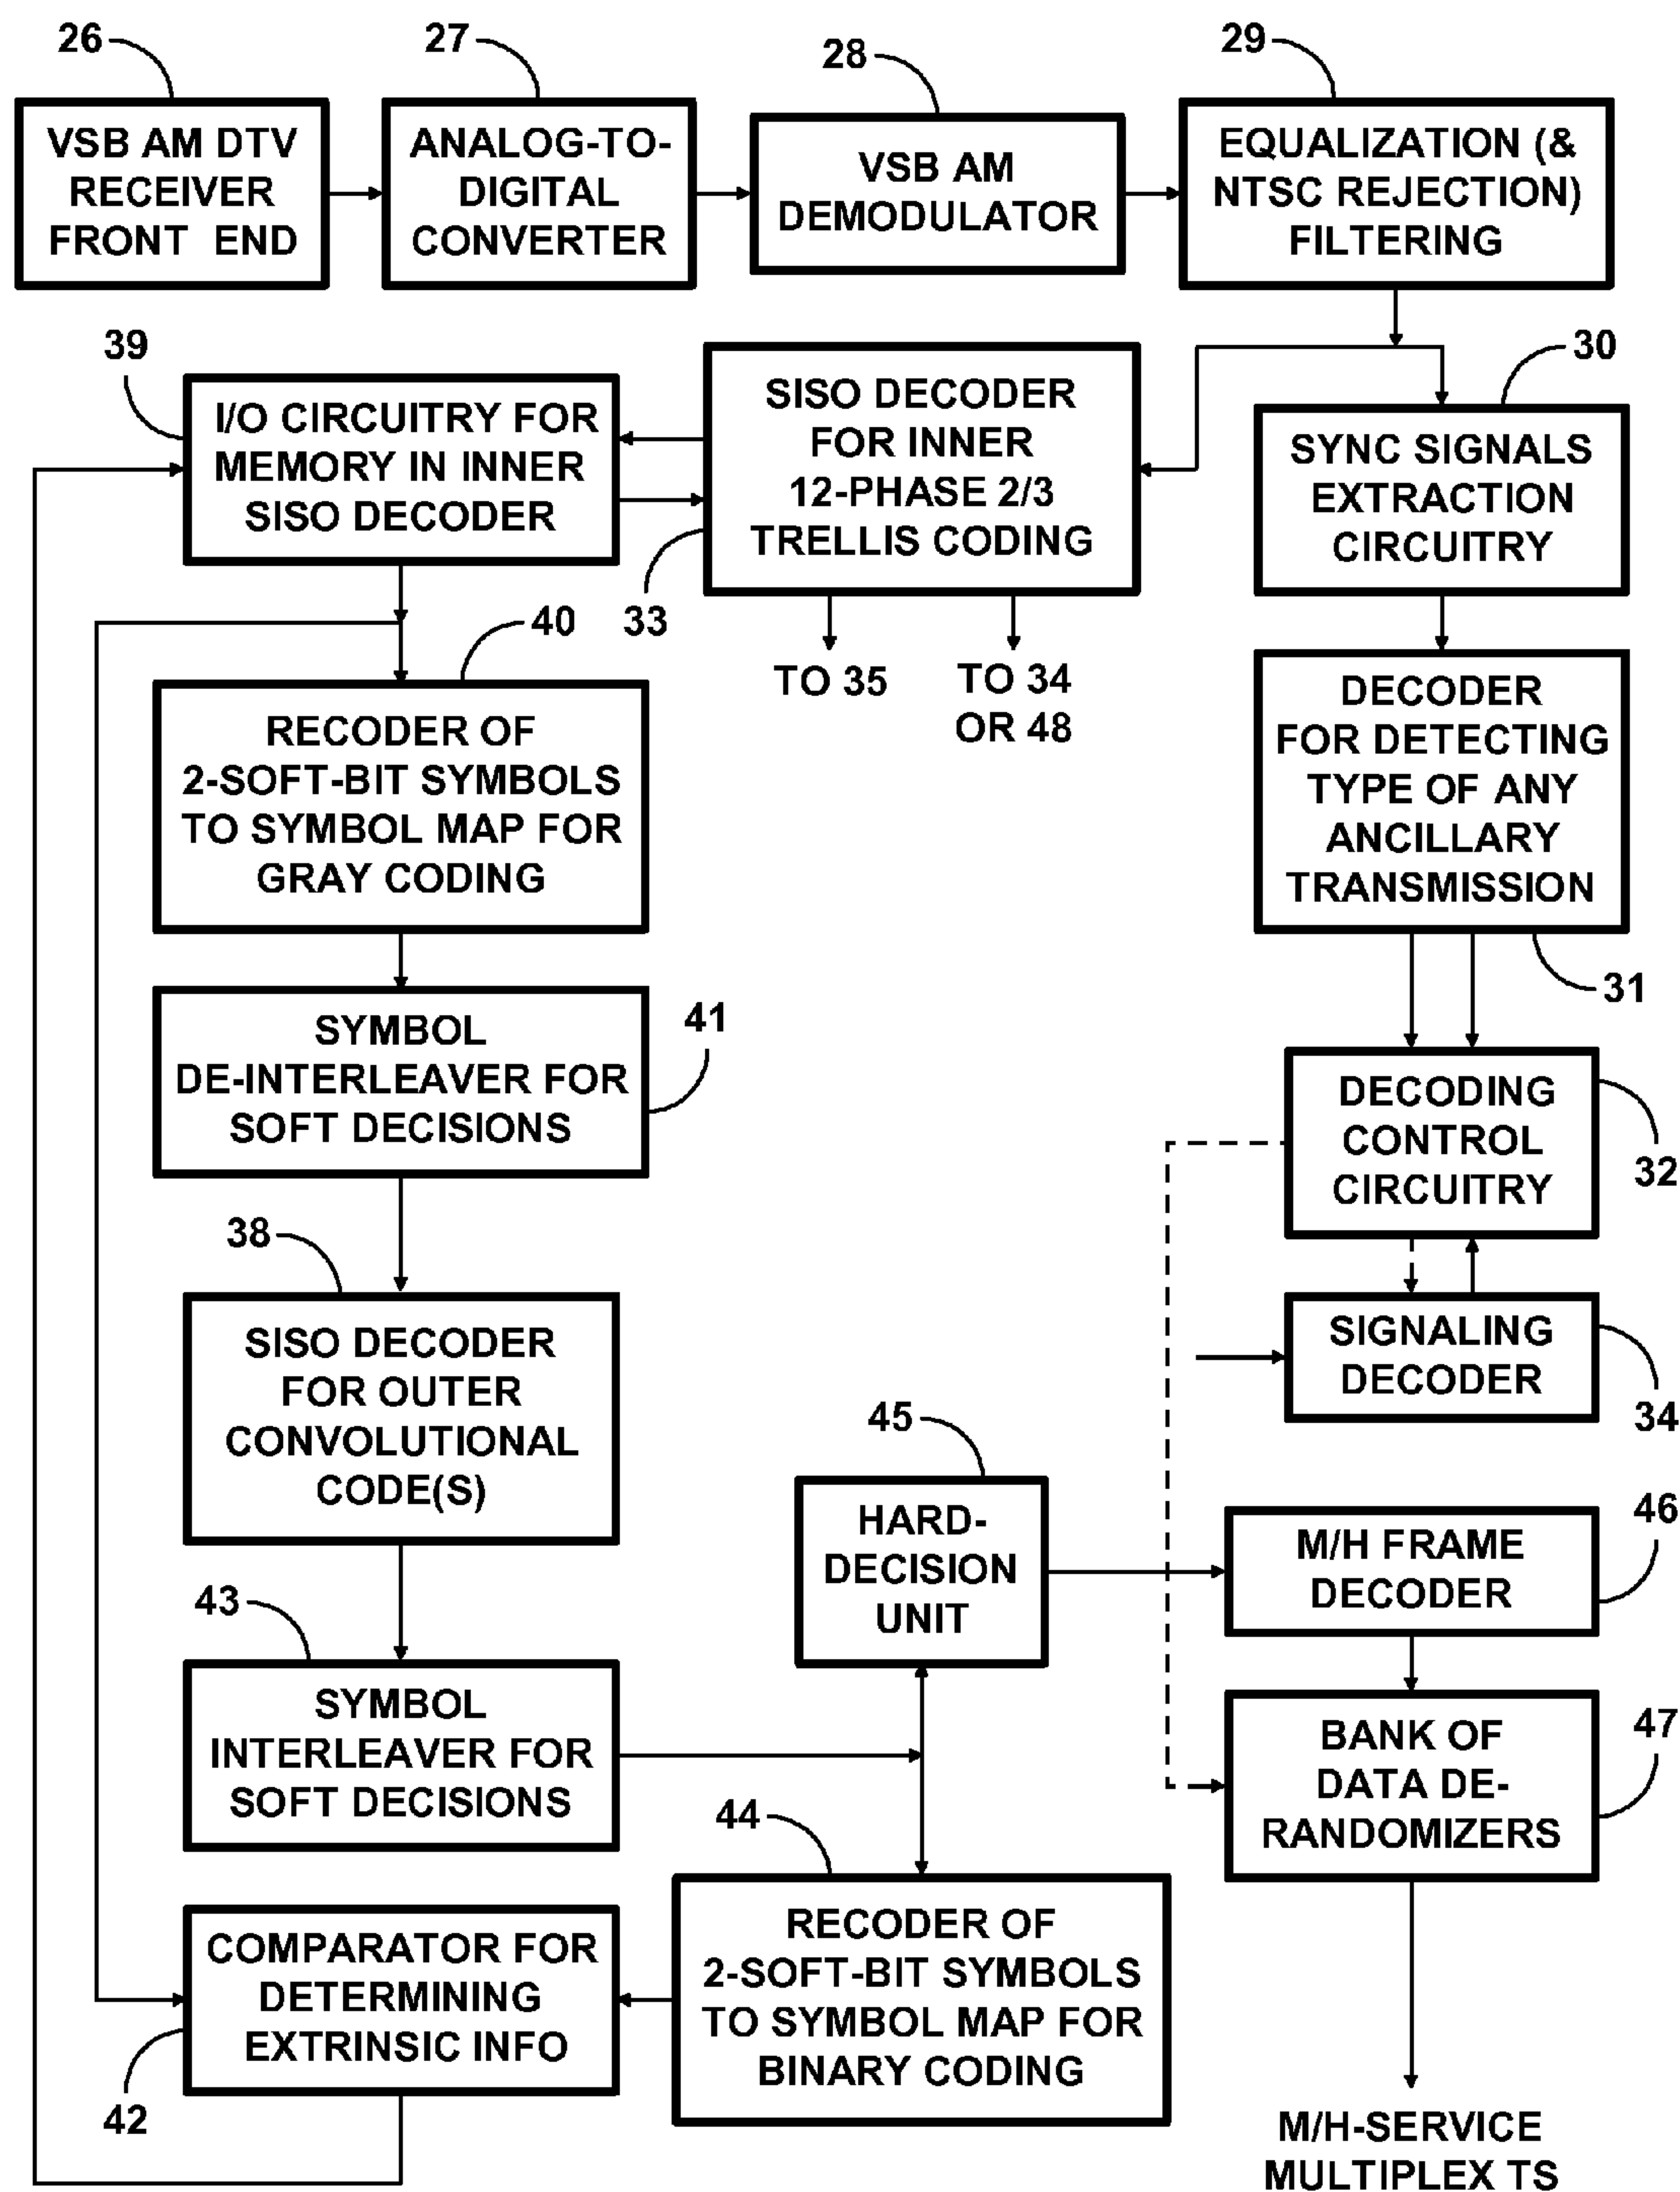 26
27
28
29
VSB AM DTV
RECEIVER
FRONT END
ANALOG-TO-
DIGITAL
CONVERTER
VSB AM
DEMODULATOR
EQUALIZATION (&
NTSC REJECTION)
FILTERING
39
I/O CIRCUITRY FOR
MEMORY IN INNER
SISO DECODER
SISO DECODER
FOR INNER
12-PHASE 2/3
TRELLIS CODING
33
TO 35
TO 34
OR 48
30
SYNC SIGNALS
EXTRACTION
CIRCUITRY
40
RECODER OF
2-SOFT-BIT SYMBOLS
TO SYMBOL MAP FOR
GRAY CODING
DECODER
FOR DETECTING
TYPE OF ANY
ANCILLARY
TRANSMISSION
31
41
SYMBOL
DE-INTERLEAVER FOR
SOFT DECISIONS
DECODING
CONTROL
CIRCUITRY
32
38
SISO DECODER
FOR OUTER
CONVOLUTIONAL
CODE(S)
SIGNALING
DECODER
34
45
HARD-
DECISION
UNIT
46
M/H FRAME
DECODER
43
SYMBOL
INTERLEAVER FOR
SOFT DECISIONS
47
BANK OF
DATA DE-
RANDOMIZERS
44
RECODER OF
2-SOFT-BIT SYMBOLS
TO SYMBOL MAP FOR
BINARY CODING
COMPARATOR FOR
DETERMINING
EXTRINSIC INFO
42
M/H-SERVICE
MULTIPLEX TS